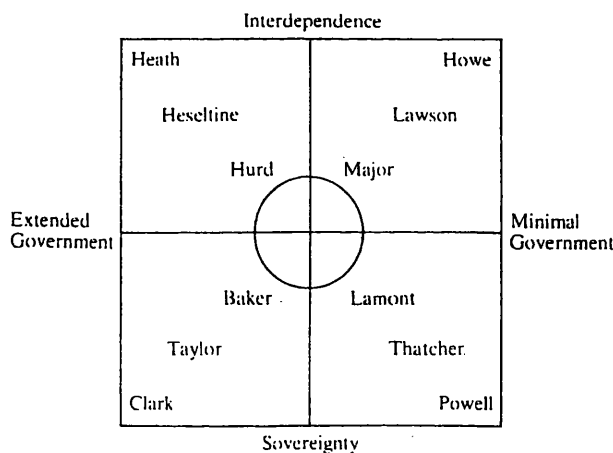 Interdependence
Heath Howe
Heseltine Lawson
Hurd Major
Extended Government Minimal Government
Baker Lamont
Taylor Thatcher
Clark Powell
Sovereignty